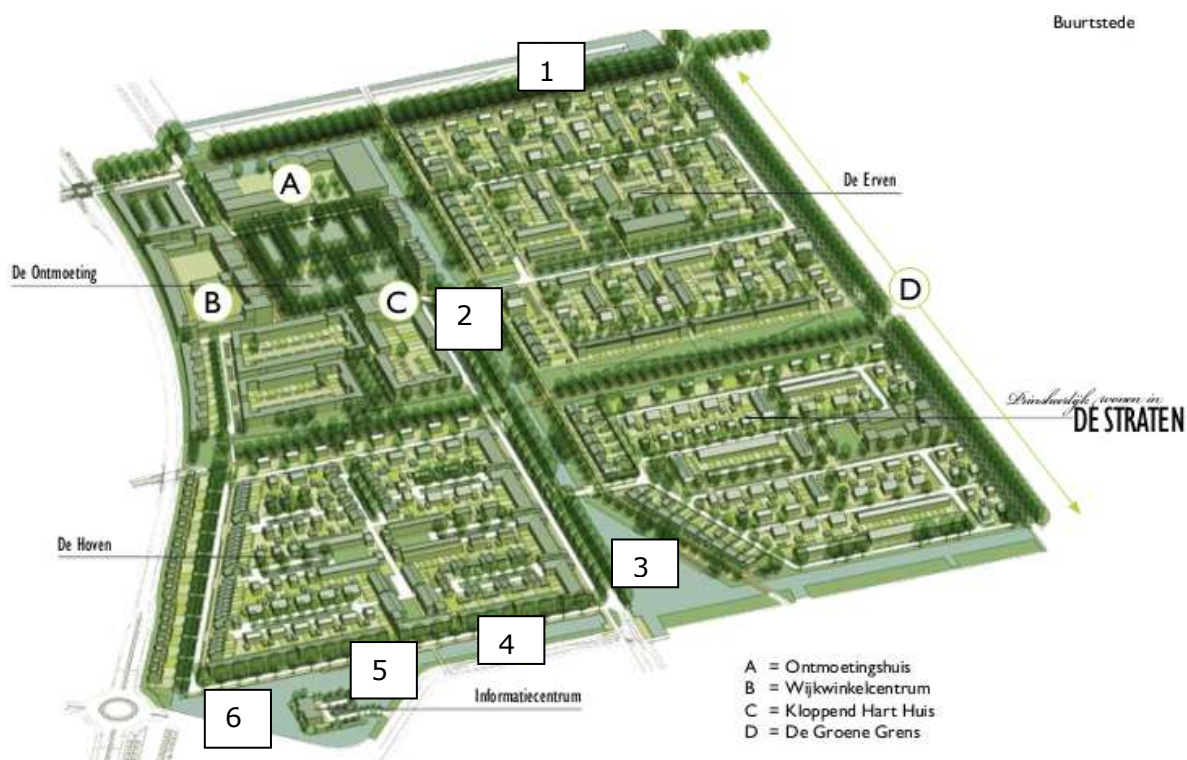 Buurtstede
1
A
De Erven
De Ontmoeting
B
C
2
D
Prinsheerlijk wonen in
DE STRATEN
De Hoven
3
4
5
6
Informatiecentrum
A = Ontmoetingshuis
B = Wijkwinkelcentrum
C = Kloppend Hart Huis
D = De Groene Grens